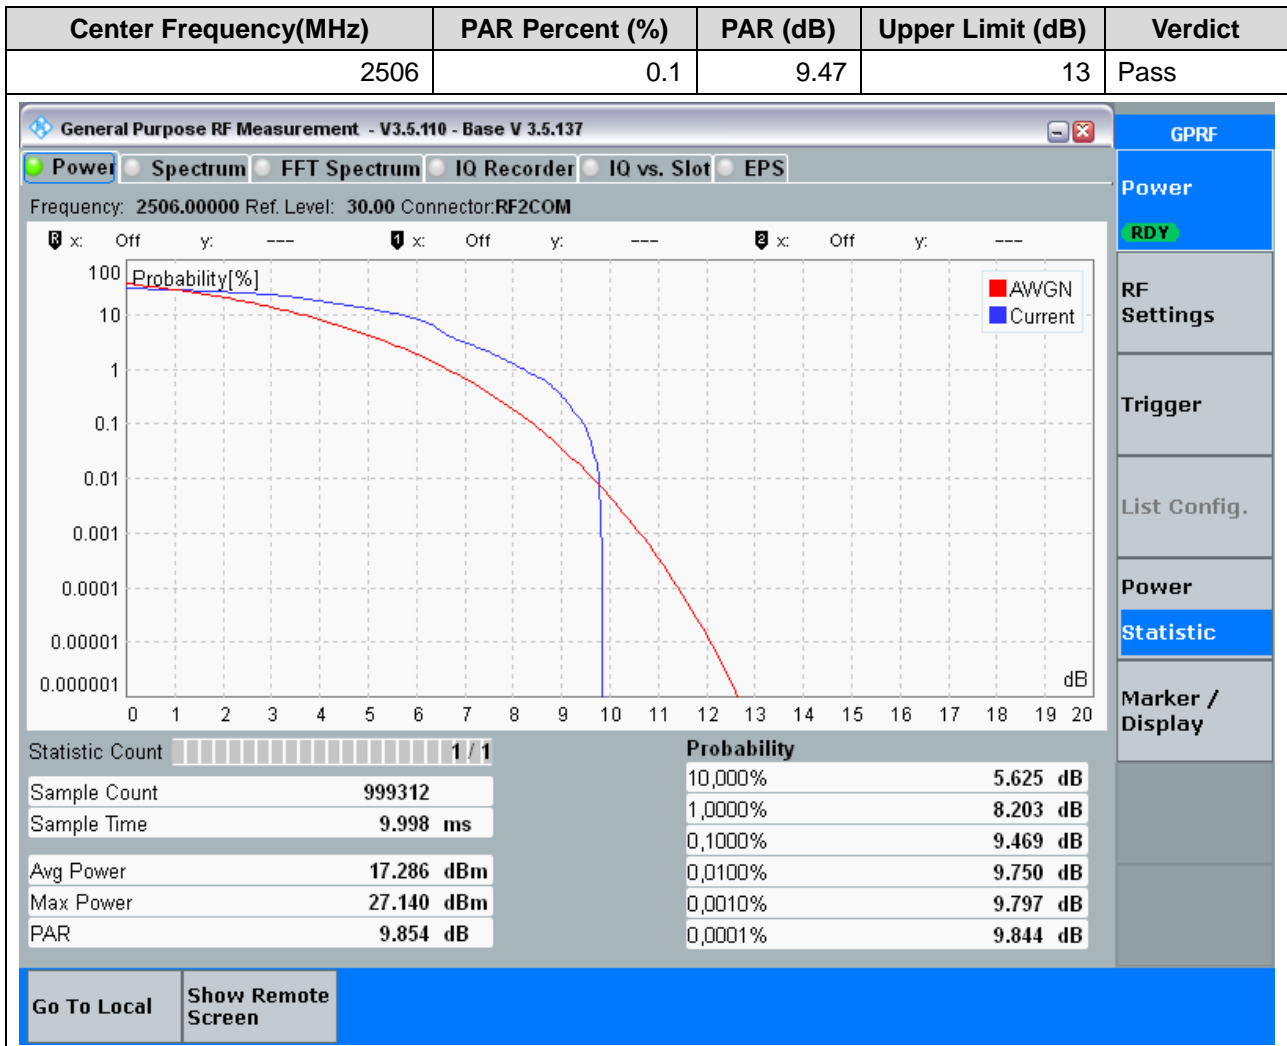 Center Frequency(MHz) PAR Percent (%) PAR (dB) Upper Limit (dB) Verdict
2506 0.1 9.47 13 Pass
General Purpose RF Measurement - V3.5.110 - Base V 3.5.137
GPRF
Power Spectrum FFT Spectrum IQ Recorder IQ vs. Slot EPS
Frequency: 2506.00000 Ref. Level: 30.00 Connector:RF2COM
R x: Off y: --- 1 x: Off y: --- 2 x: Off y: ---
Probability[%]
AWGN
Current
100
10
1
0.1
0.01
0.001
0.0001
0.00001
0.000001
dB
0 1 2 3 4 5 6 7 8 9 10 11 12 13 14 15 16 17 18 19 20
Statistic Count 1 / 1
Sample Count 999312
Sample Time 9.998 ms
Avg Power 17.286 dBm
Max Power 27.140 dBm
PAR 9.854 dB
Probability
10,000% 5.625 dB
1,0000% 8.203 dB
0,1000% 9.469 dB
0,0100% 9.750 dB
0,0010% 9.797 dB
0,0001% 9.844 dB
Power
RDY
RF
Settings
Trigger
List Config.
Power
Statistic
Marker /
Display
Go To Local
Show Remote
Screen